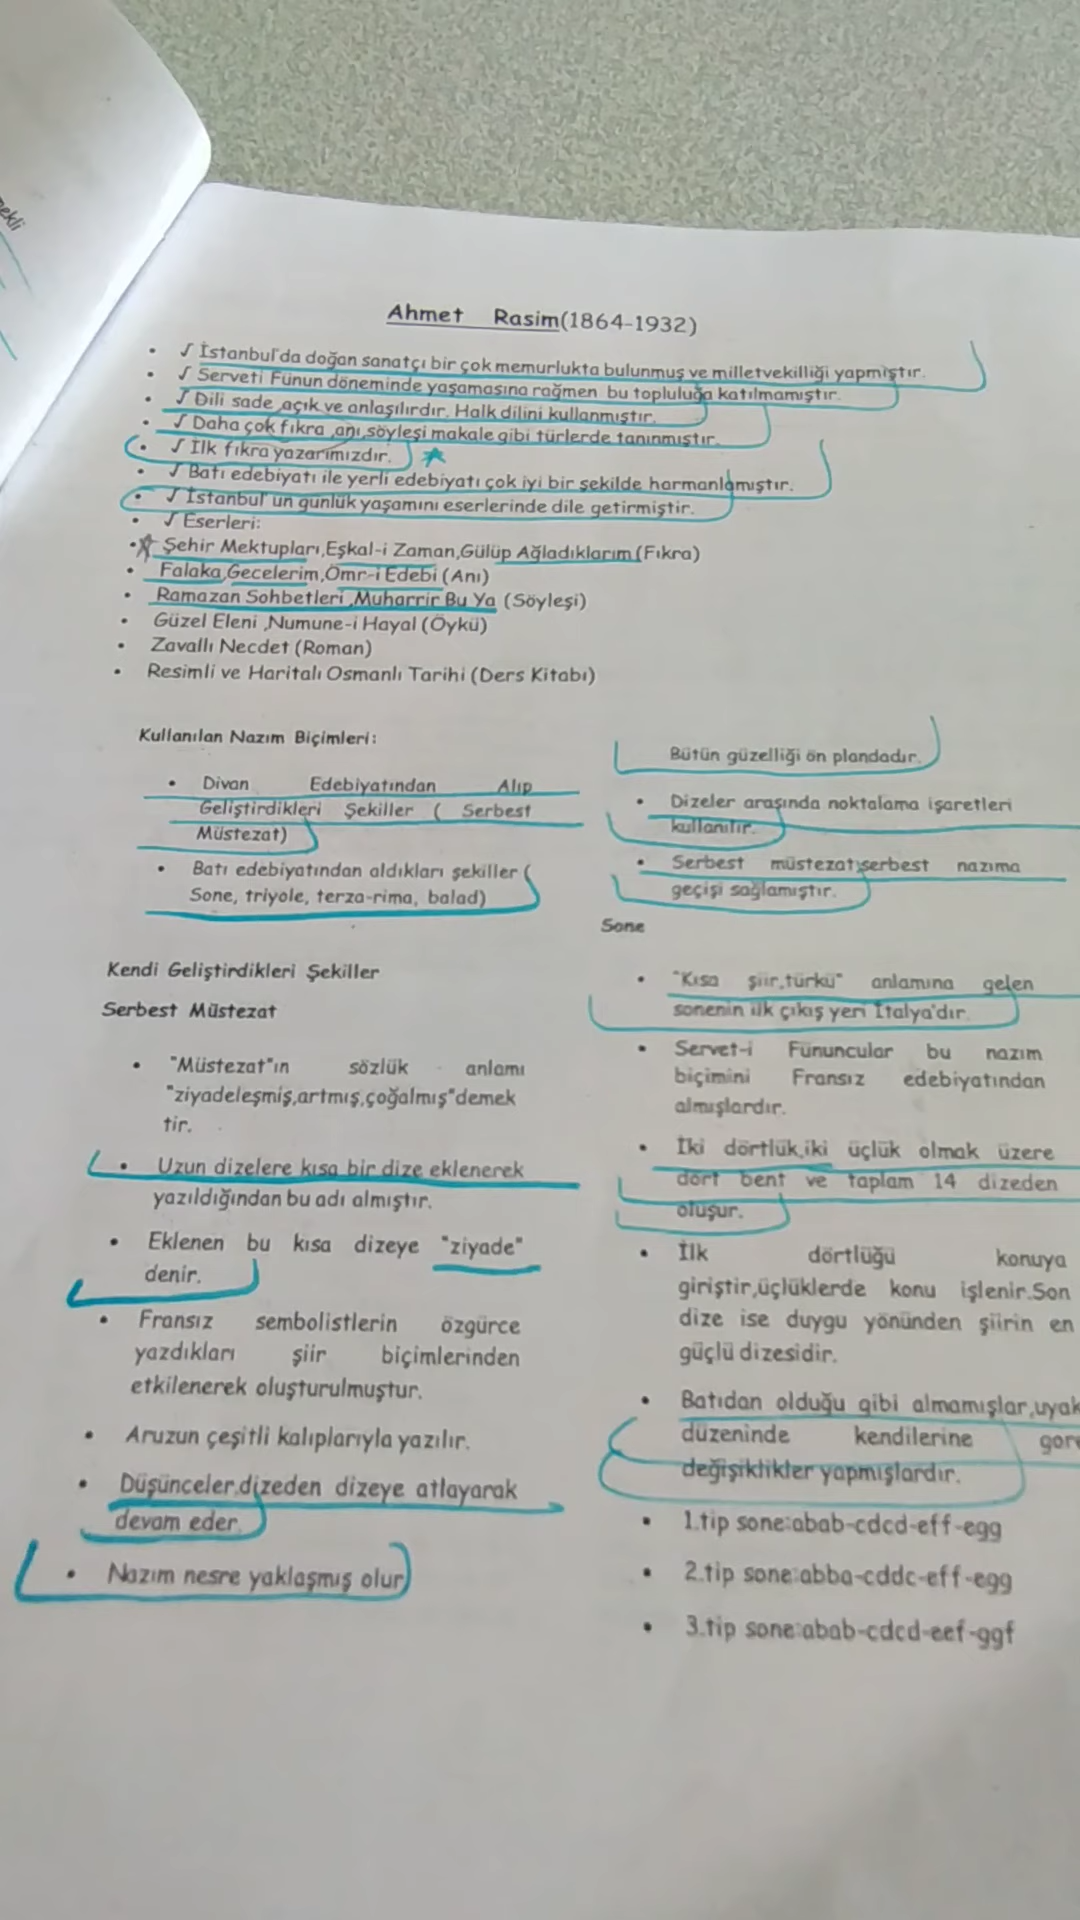 ekli
Ahmet Rasim(1864-1932)
• √ İstanbul'da doğan sanatçı bir çok memurlukta bulunmuş ve milletvekilliği yapmıştır.
• √ Serveti Fünun döneminde yaşamasına rağmen bu topluluğa katılmamıştır.
• √ Dili sade ,açık ve anlaşılırdır. Halk dilini kullanmıştır.
• √ Daha çok fıkra ,anı,söyleşi makale gibi türlerde tanınmıştır.
• √ İlk fıkra yazarımızdır.
• √ Batı edebiyatı ile yerli edebiyatı çok iyi bir şekilde harmanlamıştır.
• √ İstanbul'un günlük yaşamını eserlerinde dile getirmiştir.
• √ Eserleri:
• Şehir Mektupları,Eşkal-i Zaman,Gülüp Ağladıklarım(Fıkra)
• Falaka,Gecelerim,Ömr-i Edebi (Anı)
• Ramazan Sohbetleri ,Muharrir Bu Ya (Söyleşi)
• Güzel Eleni ,Numune-i Hayal (Öykü)
• Zavallı Necdet (Roman)
• Resimli ve Haritalı Osmanlı Tarihi (Ders Kitabı)
Kullanılan Nazım Biçimleri:
• Divan Edebiyatından Alıp
Geliştirdikleri Şekiller ( Serbest
Müstezat)
• Batı edebiyatından aldıkları şekiller (
Sone, triyole, terza-rima, balad)
Kendi Geliştirdikleri Şekiller
Serbest Müstezat
• "Müstezat"ın sözlük anlamı
"ziyadeleşmiş,artmış,çoğalmış"demek
tir.
• Uzun dizelere kısa bir dize eklenerek
yazıldığından bu adı almıştır.
• Eklenen bu kısa dizeye "ziyade"
denir.
• Fransız sembolistlerin özgürce
yazdıkları şiir biçimlerinden
etkilenerek oluşturulmuştur.
• Aruzun çeşitli kalıplarıyla yazılır.
• Düşünceler,dizeden dizeye atlayarak
devam eder.
• Nazım nesre yaklaşmış olur
Bütün güzelliği ön plandadır.
• Dizeler arasında noktalama işaretleri
kullanılır.
• Serbest müstezat;serbest nazıma
geçişi sağlamıştır.
Sone
• "Kısa şiir,türkü" anlamına gelen
sonenin ilk çıkış yeri İtalya'dır.
• Servet-i Fünuncular bu nazım
biçimini Fransız edebiyatından
almışlardır.
• İki dörtlük,iki üçlük olmak üzere
dört bent ve toplam 14 dizeden
oluşur.
• İlk dörtlüğü konuya
giriştir,üçlüklerde konu işlenir.Son
dize ise duygu yönünden şiirin en
güçlü dizesidir.
• Batıdan olduğu gibi almamışlar,uyak
düzeninde kendilerine göre
değişiklikler yapmışlardır.
• 1.tip sone:abab-cdcd-eff-egg
• 2.tip sone:abba-cddc-eff-egg
• 3.tip sone:abab-cdcd-eef-ggf